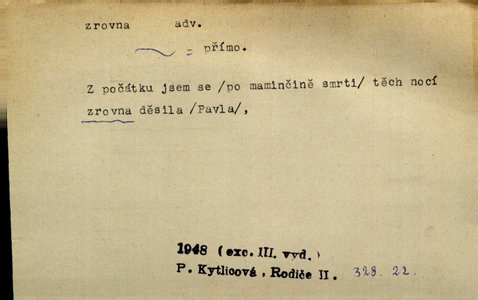 zrovna adv.
= přímo.
Z počátku jsem se /po maminčině smrti/ těch nocí
zrovna děsila /Pavla/,
1948 (exc. III. vyd.)
P. Kytlicová, Rodiče II. 328. 22.